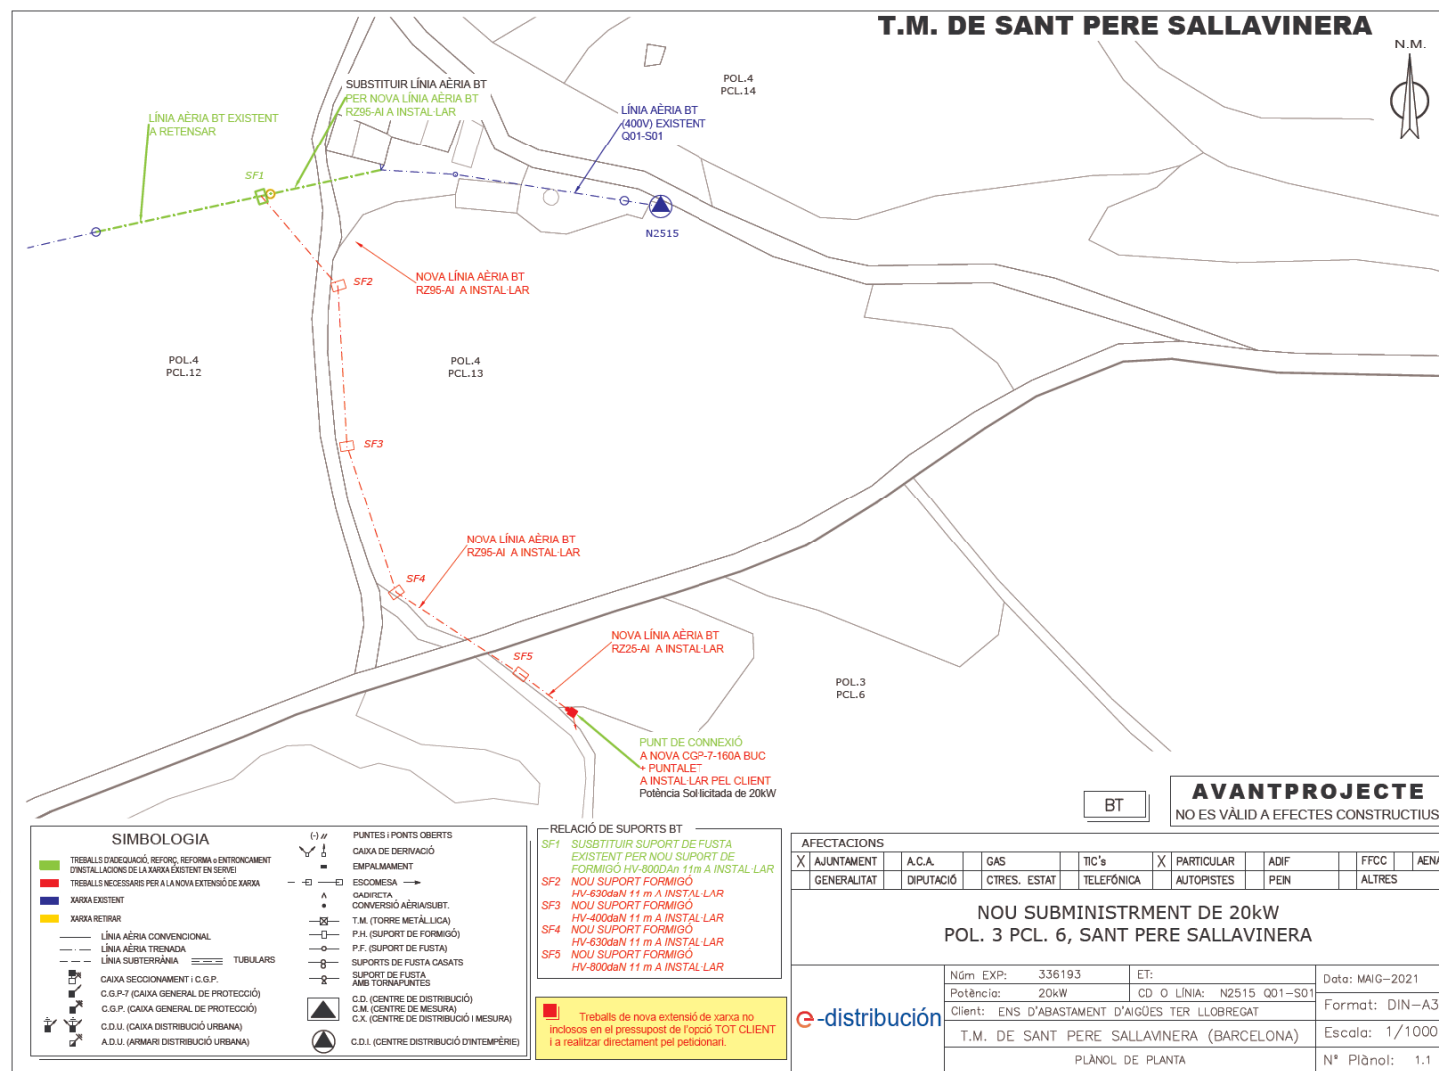 T.M. DE SANT PERE SALLAVINERA
N.M.
SUBSTITUIR LÍNIA AÈRIA BT
PER NOVA LÍNIA AÈRIA BT
RZ95-Al A INSTAL·LAR
LÍNIA AÈRIA BT EXISTENT
A RETENSAR
LÍNIA AÈRIA BT
(400V) EXISTENT
Q01-S01
POL.4
PCL.14
SF1
N2515
SF2
NOVA LÍNIA AÈRIA BT
RZ95-Al A INSTAL·LAR
POL.4
PCL.12
POL.4
PCL.13
SF3
NOVA LÍNIA AÈRIA BT
RZ95-Al A INSTAL·LAR
SF4
NOVA LÍNIA AÈRIA BT
RZ25-Al A INSTAL·LAR
SF5
POL.3
PCL.6
PUNT DE CONNEXIÓ
A NOVA CGP-7-160A BUC
+ PUNTALET
A INSTAL·LAR PEL CLIENT
Potència Sol·licitada de 20kW
BT
AVANTPROJECTE
NO ES VÀLID A EFECTES CONSTRUCTIUS
SIMBOLOGIA
TREBALLS D'ADEQUACIÓ, REFORÇ, REFORMA o ENTRONCAMENT
D'INSTAL·LACIONS DE LA XARXA EXISTENT EN SERVEI
TREBALLS NECESSARIS PER A LA NOVA EXTENSIÓ DE XARXA
XARXA EXISTENT
XARXA RETIRAR
LÍNIA AÈRIA CONVENCIONAL
LÍNIA AÈRIA TRENADA
LÍNIA SUBTERRÀNIA
TUBULARS
CAIXA SECCIONAMENT i C.G.P.
C.G.P-7 (CAIXA GENERAL DE PROTECCIÓ)
C.G.P. (CAIXA GENERAL DE PROTECCIÓ)
C.D.U. (CAIXA DISTRIBUCIÓ URBANA)
A.D.U. (ARMARI DISTRIBUCIÓ URBANA)
(-) //
PUNTES i PONTS OBERTS
CAIXA DE DERIVACIÓ
EMPALMAMENT
ESCOMESA
GADIRETA
CONVERSIÓ AÈRIA/SUBT.
T.M. (TORRE METÀL.LICA)
P.H. (SUPORT DE FORMIGÓ)
P.F. (SUPORT DE FUSTA)
SUPORTS DE FUSTA CASATS
SUPORT DE FUSTA
AMB TORNAPUNTES
C.D. (CENTRE DE DISTRIBUCIÓ)
C.M. (CENTRE DE MESURA)
C.X. (CENTRE DE DISTRIBUCIÓ I MESURA)
C.D.I. (CENTRE DISTRIBUCIÓ D'INTEMPÈRIE)
RELACIÓ DE SUPORTS BT
SF1 SUSBTITUIR SUPORT DE FUSTA
EXISTENT PER NOU SUPORT DE
FORMIGÓ HV-800DAn 11m A INSTAL·LAR
SF2 NOU SUPORT FORMIGÓ
HV-630daN 11 m A INSTAL·LAR
SF3 NOU SUPORT FORMIGÓ
HV-400daN 11 m A INSTAL·LAR
SF4 NOU SUPORT FORMIGÓ
HV-630daN 11 m A INSTAL·LAR
SF5 NOU SUPORT FORMIGÓ
HV-800daN 11 m A INSTAL·LAR
Treballs de nova extensió de xarxa no
inclosos en el pressupost de l'opció TOT CLIENT
i a realitzar directament pel peticionari.
AFECTACIONS
X AJUNTAMENT A.C.A. GAS TIC's X PARTICULAR ADIF FFCC AENA
GENERALITAT DIPUTACIÓ CTRES. ESTAT TELEFÓNICA AUTOPISTES PEIN ALTRES
NOU SUBMINISTRMENT DE 20kW
POL. 3 PCL. 6, SANT PERE SALLAVINERA
e-distribución
Núm EXP: 336193 ET:
Potència: 20kW CD O LÍNIA: N2515 Q01-S01
Client: ENS D'ABASTAMENT D'AIGÜES TER LLOBREGAT
T.M. DE SANT PERE SALLAVINERA (BARCELONA)
PLÀNOL DE PLANTA
Data: MAIG-2021
Format: DIN-A3
Escala: 1/1000
Nº Plànol: 1.1